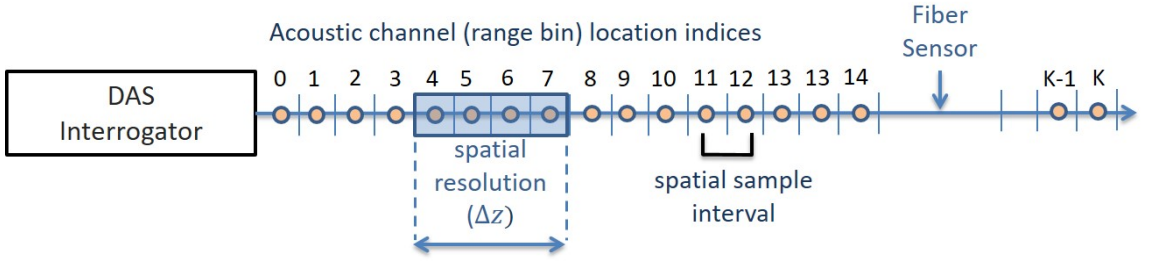 Acoustic channel (range bin) location indices
Fiber
Sensor
0 1 2 3 4 5 6 7 8 9 10 11 12 13 13 14 K-1 K
DAS
Interrogator
spatial
resolution
(Δz)
spatial sample
interval